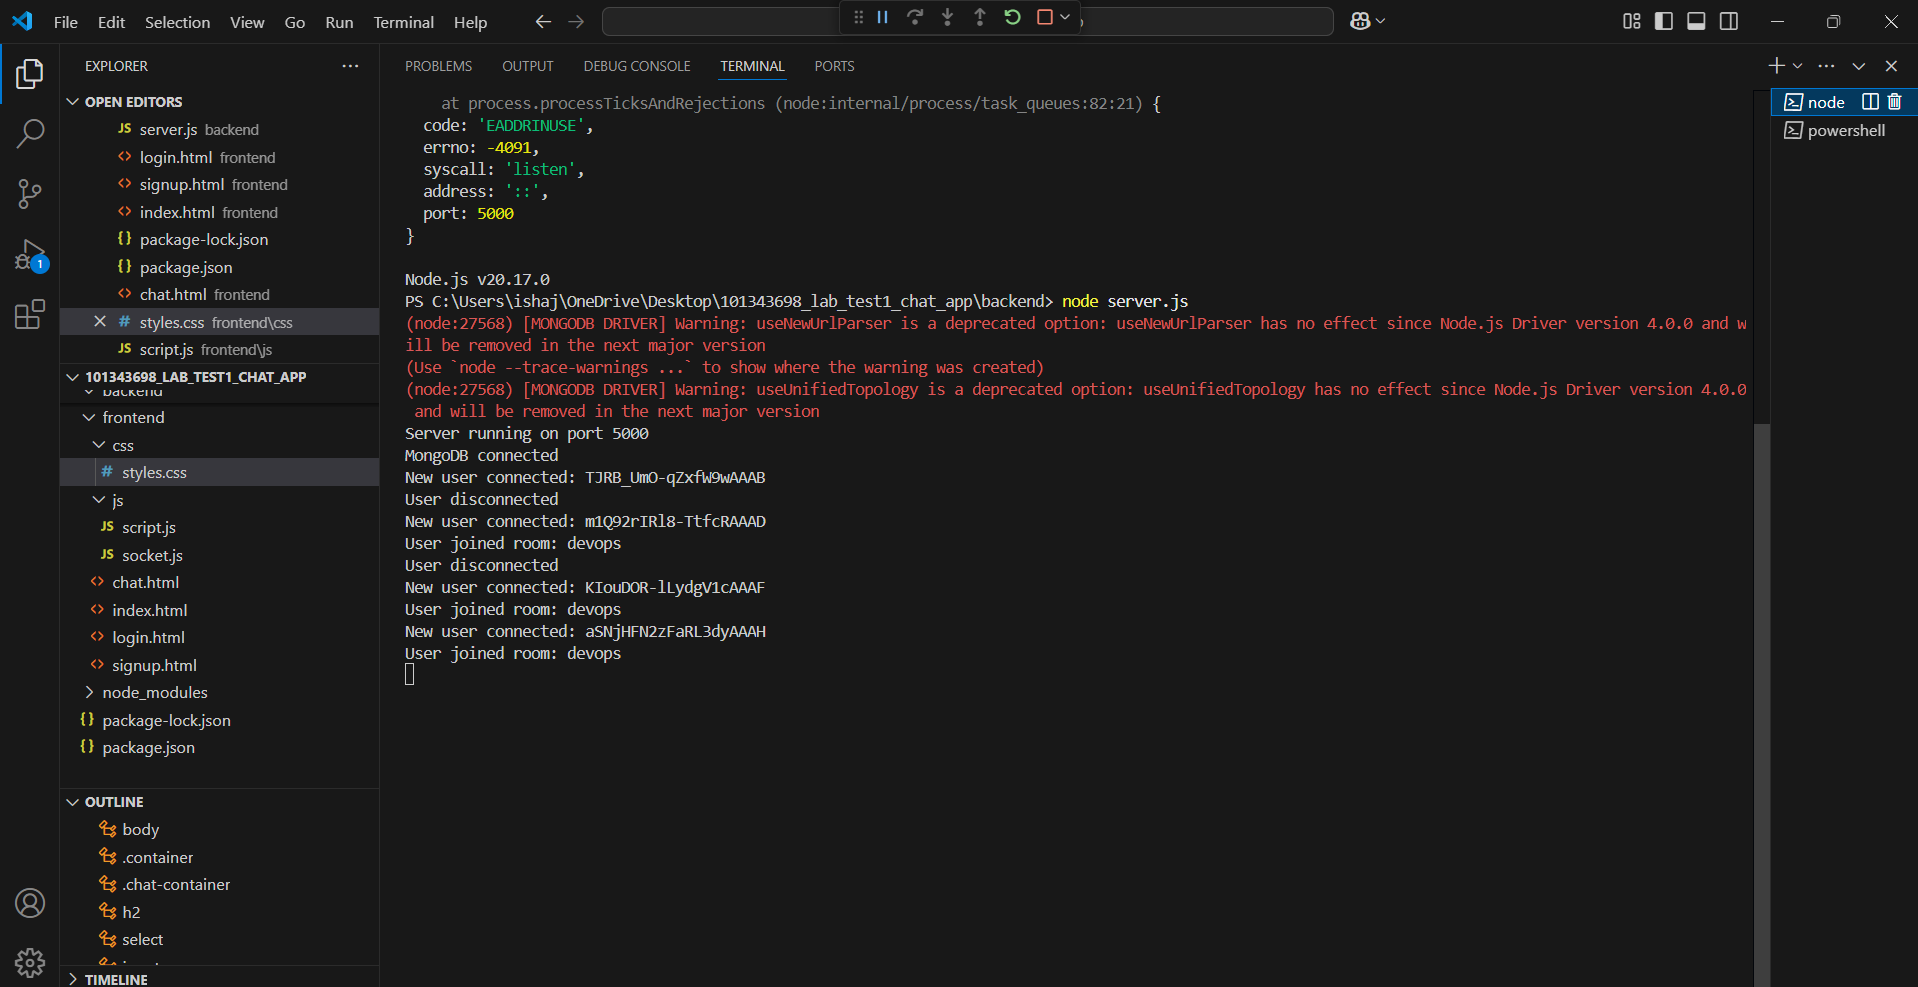 File Edit Selection View Go Run Terminal Help
EXPLORER
OPEN EDITORS
JS server.js backend
<> login.html frontend
<> signup.html frontend
<> index.html frontend
{} package-lock.json
{} package.json
<> chat.html frontend
# styles.css frontend\css
JS script.js frontend\js
101343698_LAB_TEST1_CHAT_APP
backend
frontend
css
# styles.css
js
JS script.js
JS socket.js
<> chat.html
<> index.html
<> login.html
<> signup.html
node_modules
{} package-lock.json
{} package.json
OUTLINE
body
.container
.chat-container
h2
select
TIMELINE
1
PROBLEMS OUTPUT DEBUG CONSOLE TERMINAL PORTS
at process.processTicksAndRejections (node:internal/process/task_queues:82:21) {
code: 'EADDRINUSE',
errno: -4091,
syscall: 'listen',
address: '::',
port: 5000
}
Node.js v20.17.0
PS C:\Users\ishaj\OneDrive\Desktop\101343698_lab_test1_chat_app\backend> node server.js
(node:27568) [MONGODB DRIVER] Warning: useNewUrlParser is a deprecated option: useNewUrlParser has no effect since Node.js Driver version 4.0.0 and w
ill be removed in the next major version
(Use `node --trace-warnings ...` to show where the warning was created)
(node:27568) [MONGODB DRIVER] Warning: useUnifiedTopology is a deprecated option: useUnifiedTopology has no effect since Node.js Driver version 4.0.0
and will be removed in the next major version
Server running on port 5000
MongoDB connected
New user connected: TJRB_UmO-qZxfW9wAAAB
User disconnected
New user connected: m1Q92rIRl8-TtfcRAAAD
User joined room: devops
User disconnected
New user connected: KIouDOR-lLydgV1cAAAF
User joined room: devops
New user connected: aSNjHFN2zFaRL3dyAAAH
User joined room: devops
node
powershell